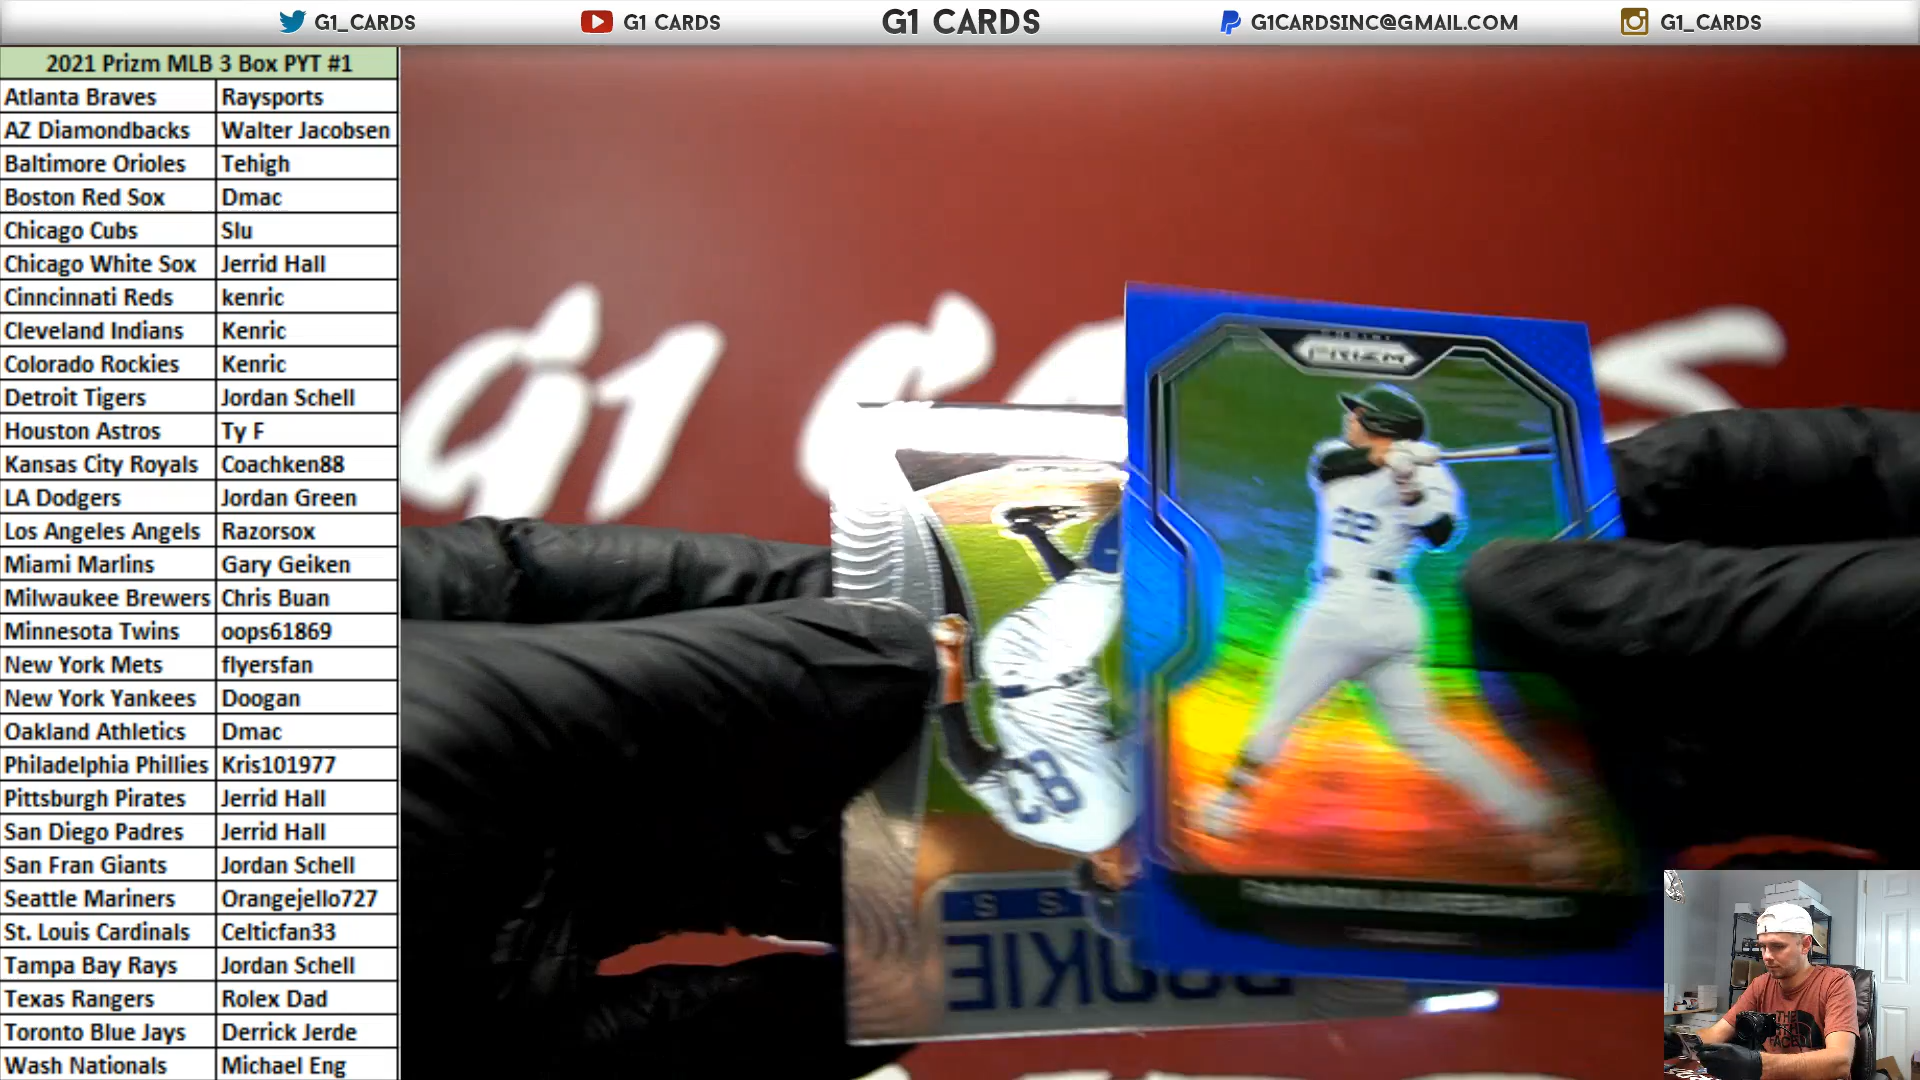 G1_CARDS
G1 CARDS
G1 CARDS
G1CARDSINC@GMAIL.COM
G1_CARDS
2021 Prizm MLB 3 Box PYT #1
Atlanta Braves Raysports
AZ Diamondbacks Walter Jacobsen
Baltimore Orioles Tehigh
Boston Red Sox Dmac
Chicago Cubs Slu
Chicago White Sox Jerrid Hall
Cinncinnati Reds kenric
Cleveland Indians Kenric
Colorado Rockies Kenric
Detroit Tigers Jordan Schell
Houston Astros Ty F
Kansas City Royals Coachken88
LA Dodgers Jordan Green
Los Angeles Angels Razorsox
Miami Marlins Gary Geiken
Milwaukee Brewers Chris Buan
Minnesota Twins oops61869
New York Mets flyersfan
New York Yankees Doogan
Oakland Athletics Dmac
Philadelphia Phillies Kris101977
Pittsburgh Pirates Jerrid Hall
San Diego Padres Jerrid Hall
San Fran Giants Jordan Schell
Seattle Mariners Orangejello727
St. Louis Cardinals Celticfan33
Tampa Bay Rays Jordan Schell
Texas Rangers Rolex Dad
Toronto Blue Jays Derrick Jerde
Wash Nationals Michael Eng
g1 Ca s
PRIZM
83
ROOKIE